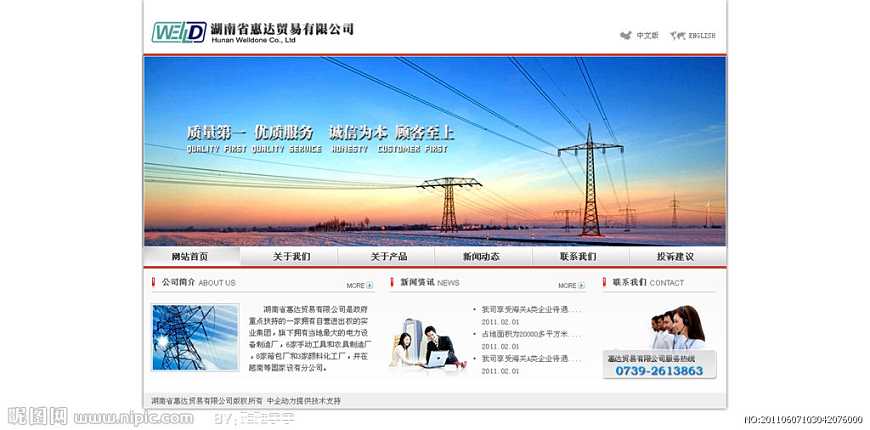 WELLD 湖南省惠达贸易有限公司
Hunan Welldone Co., Ltd
中文版 ENGLISH
质量第一 优质服务 诚信为本 顾客至上
QUALITY FIRST QUALITY SERVICE HONESTY CUSTOMER FIRST
网站首页 关于我们 关于产品 新闻动态 联系我们 投诉建议
公司简介 ABOUT US MORE
湖南省惠达贸易有限公司是政府
重点扶持的一家拥有自营进出权的实
业集团，旗下拥有当地最大的电力设
备制造厂，6家手动工具和农具制造厂
，8家箱包厂和3家颜料化工厂，并在
越南等国家设有分公司。
新闻资讯 NEWS MORE
我司享受海关A类企业待遇....
2011.02.01
占地面积为20000多平方米....
2011.02.01
我司享受海关A类企业待遇....
2011.02.01
联系我们 CONTACT
惠达贸易有限公司服务热线
0739-2613863
湖南省惠达贸易有限公司版权所有 中企动力提供技术支持
昵图网 www.nipic.com BY:
NO:20110607103042076000